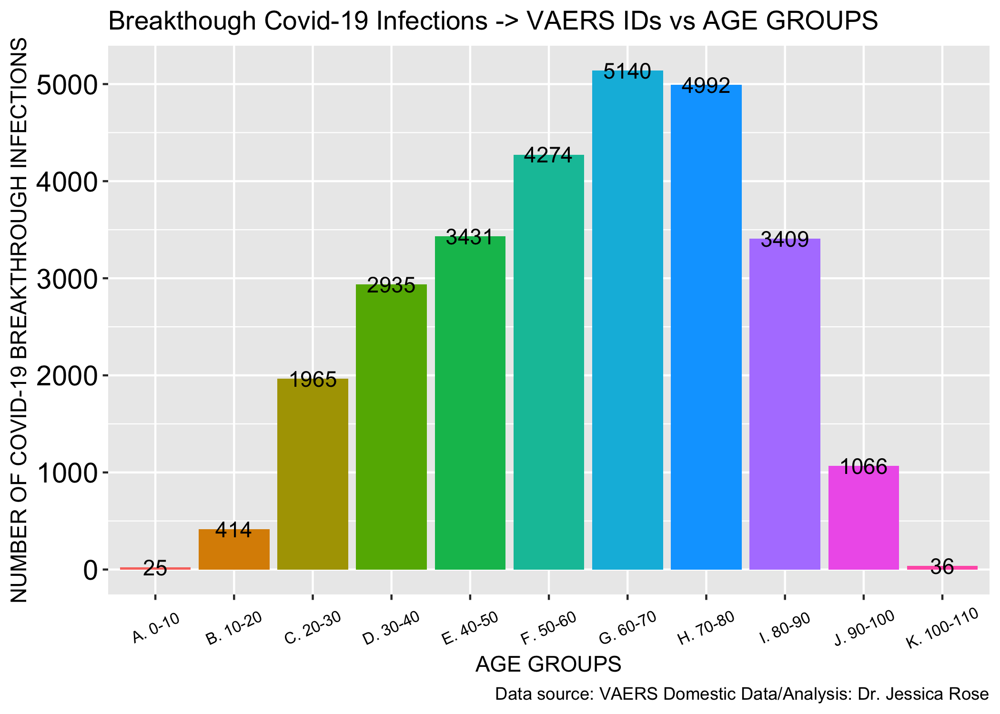 Breakthough Covid-19 Infections -> VAERS IDs vs AGE GROUPS
NUMBER OF COVID-19 BREAKTHROUGH INFECTIONS
5000
4000
3000
2000
1000
0
25
414
1965
2935
3431
4274
5140
4992
3409
1066
36
A. 0-10
B. 10-20
C. 20-30
D. 30-40
E. 40-50
F. 50-60
G. 60-70
H. 70-80
I. 80-90
J. 90-100
K. 100-110
AGE GROUPS
Data source: VAERS Domestic Data/Analysis: Dr. Jessica Rose